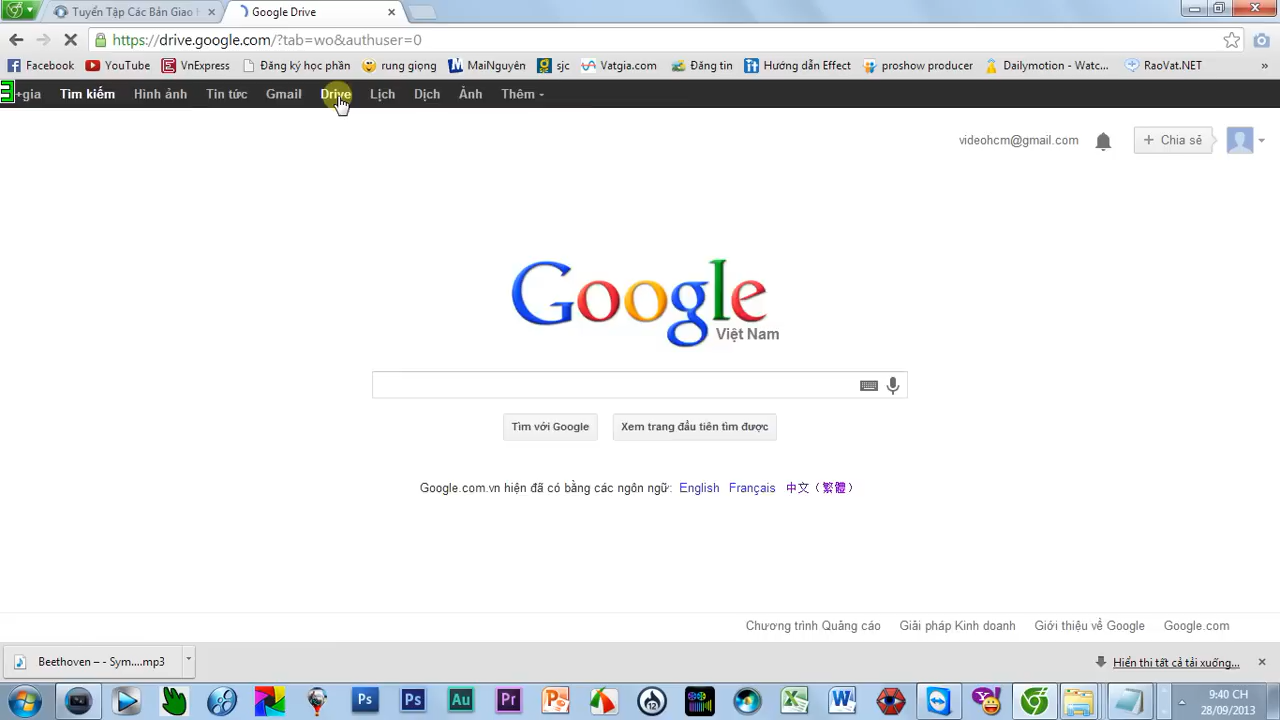 Tuyển Tập Các Bản Giao H
Google Drive
https://drive.google.com/?tab=wo&authuser=0
Facebook YouTube VnExpress Đăng ký học phần rung giọng MaiNguyên sjc Vatgia.com Đăng tin Hướng dẫn Effect proshow producer Dailymotion - Watc... RaoVat.NET »
+gia Tìm kiếm Hình ảnh Tin tức Gmail Drive Lịch Dịch Ảnh Thêm
videohcm@gmail.com
+ Chia sẻ
Google
Việt Nam
Tìm với Google
Xem trang đầu tiên tìm được
Google.com.vn hiện đã có bằng các ngôn ngữ: English Français 中文（繁體）
Chương trình Quảng cáo Giải pháp Kinh doanh Giới thiệu về Google Google.com
Beethoven – - Sym....mp3
Hiển thị tất cả tải xuống...
Ps Ps Au Pr
9:40 CH
28/09/2013